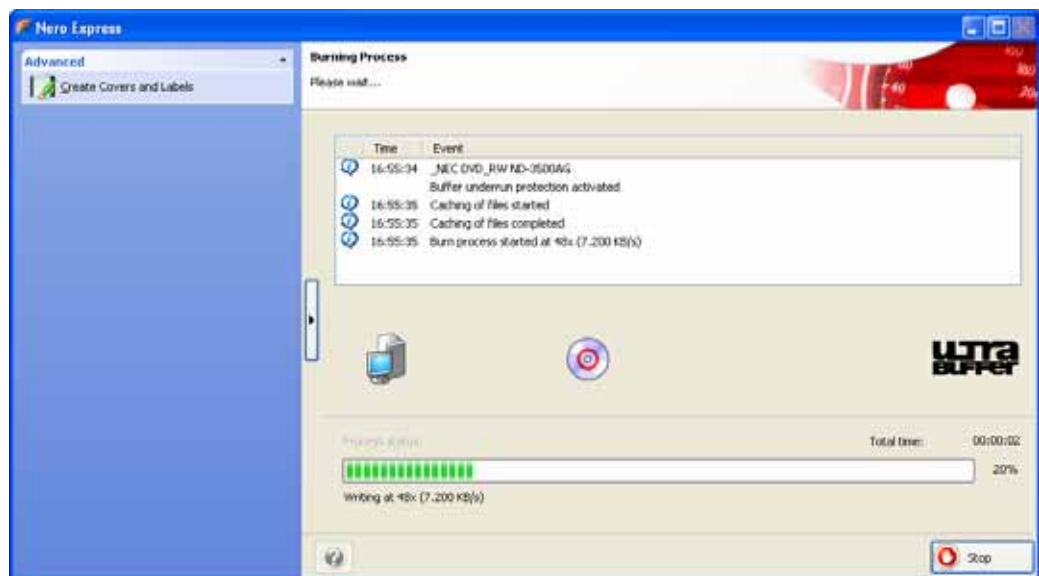 Nero Express
Advanced
Create Covers and Labels
Burning Process
Please wait...
Time Event
16:55:34 _NEC DVD_RW ND-3500AG
Buffer underrun protection activated
16:55:35 Caching of files started
16:55:35 Caching of files completed
16:55:35 Burn process started at 48x (7.200 KB/s)
ULTRA
BUFFER
Process status:
Total time: 00:00:02
20%
Writing at 48x (7.200 KB/s)
Stop